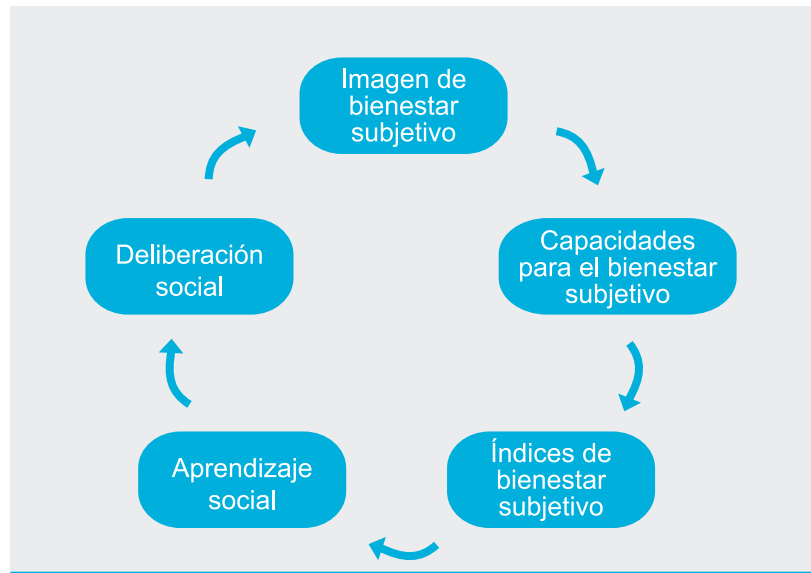 Imagen de
bienestar
subjetivo
Capacidades
para el bienestar
subjetivo
Índices de
bienestar
subjetivo
Aprendizaje
social
Deliberación
social